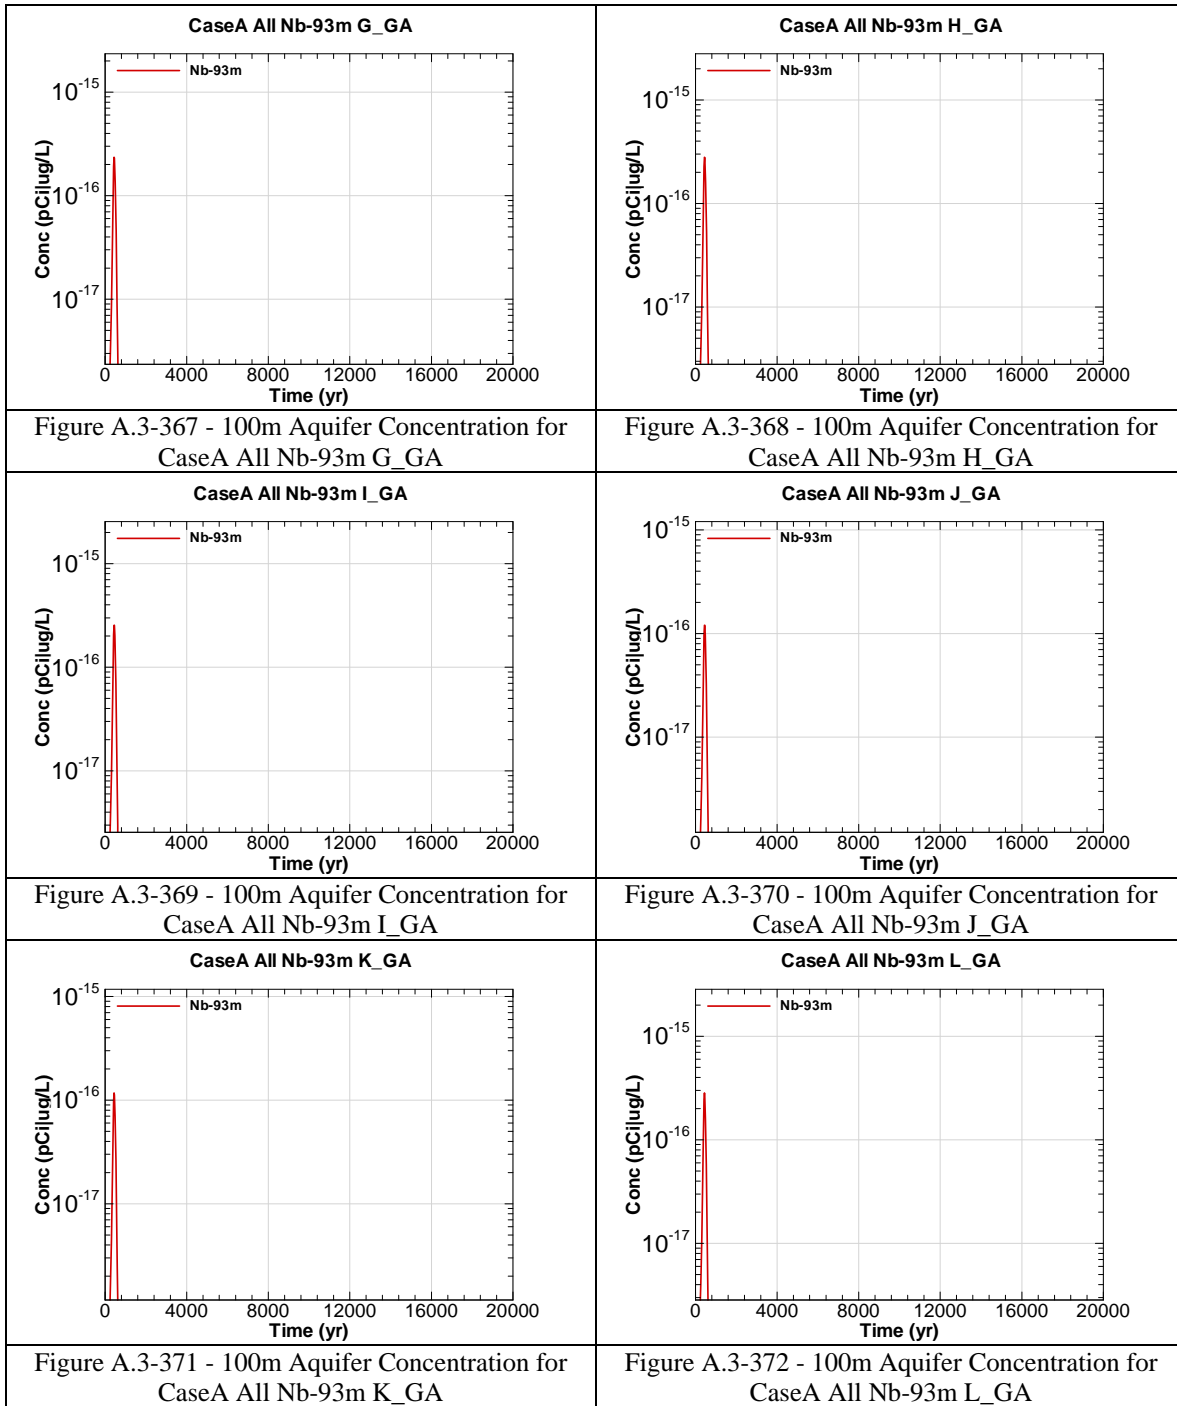 CaseA All Nb-93m G_GA
Nb-93m
10-15
10-16
10-17
Conc (pCi|ug/L)
0 4000 8000 12000 16000 20000
Time (yr)
Figure A.3-367 - 100m Aquifer Concentration for
CaseA All Nb-93m G_GA
CaseA All Nb-93m H_GA
Nb-93m
10-15
10-16
10-17
Conc (pCi|ug/L)
0 4000 8000 12000 16000 20000
Time (yr)
Figure A.3-368 - 100m Aquifer Concentration for
CaseA All Nb-93m H_GA
CaseA All Nb-93m I_GA
Nb-93m
10-15
10-16
10-17
Conc (pCi|ug/L)
0 4000 8000 12000 16000 20000
Time (yr)
Figure A.3-369 - 100m Aquifer Concentration for
CaseA All Nb-93m I_GA
CaseA All Nb-93m J_GA
Nb-93m
10-15
10-16
10-17
Conc (pCi|ug/L)
0 4000 8000 12000 16000 20000
Time (yr)
Figure A.3-370 - 100m Aquifer Concentration for
CaseA All Nb-93m J_GA
CaseA All Nb-93m K_GA
Nb-93m
10-15
10-16
10-17
Conc (pCi|ug/L)
0 4000 8000 12000 16000 20000
Time (yr)
Figure A.3-371 - 100m Aquifer Concentration for
CaseA All Nb-93m K_GA
CaseA All Nb-93m L_GA
Nb-93m
10-15
10-16
10-17
Conc (pCi|ug/L)
0 4000 8000 12000 16000 20000
Time (yr)
Figure A.3-372 - 100m Aquifer Concentration for
CaseA All Nb-93m L_GA